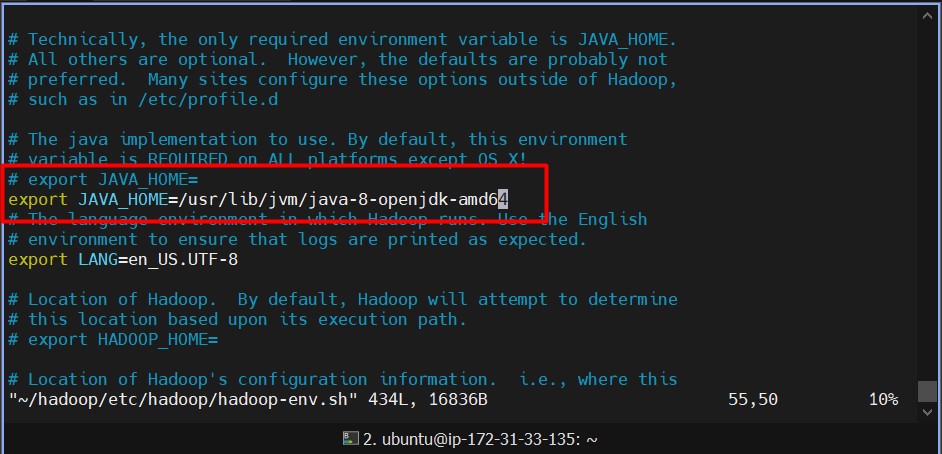 # Technically, the only required environment variable is JAVA_HOME.
# All others are optional.  However, the defaults are probably not
# preferred.  Many sites configure these options outside of Hadoop,
# such as in /etc/profile.d
# The java implementation to use. By default, this environment
# variable is REQUIRED on ALL platforms except OS X!
# export JAVA_HOME=
export JAVA_HOME=/usr/lib/jvm/java-8-openjdk-amd64
# The language environment in which Hadoop runs. Use the English
# environment to ensure that logs are printed as expected.
export LANG=en_US.UTF-8
# Location of Hadoop.  By default, Hadoop will attempt to determine
# this location based upon its execution path.
# export HADOOP_HOME=
# Location of Hadoop's configuration information.  i.e., where this
"~/hadoop/etc/hadoop/hadoop-env.sh" 434L, 16836B 55,50 10%
2. ubuntu@ip-172-31-33-135: ~